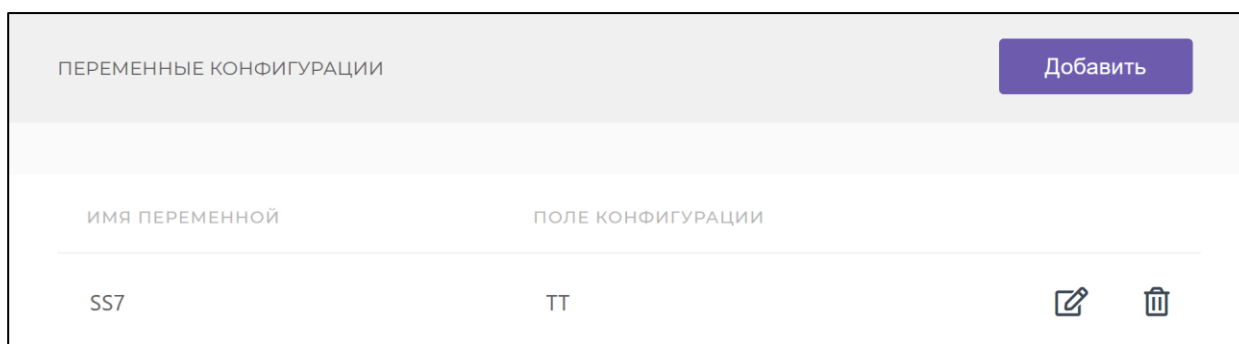 ПЕРЕМЕННЫЕ КОНФИГУРАЦИИ Добавить
ИМЯ ПЕРЕМЕННОЙ ПОЛЕ КОНФИГУРАЦИИ
SS7 TT